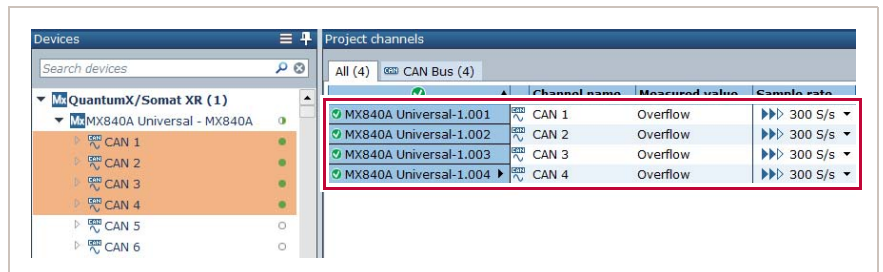 Devices
Search devices
QuantumX/Somat XR (1)
MX840A Universal - MX840A
CAN 1
CAN 2
CAN 3
CAN 4
CAN 5
CAN 6
Project channels
All (4) CAN CAN Bus (4)
Channel name Measured value Sample rate
MX840A Universal-1.001 CAN 1 Overflow 300 S/s
MX840A Universal-1.002 CAN 2 Overflow 300 S/s
MX840A Universal-1.003 CAN 3 Overflow 300 S/s
MX840A Universal-1.004 CAN 4 Overflow 300 S/s